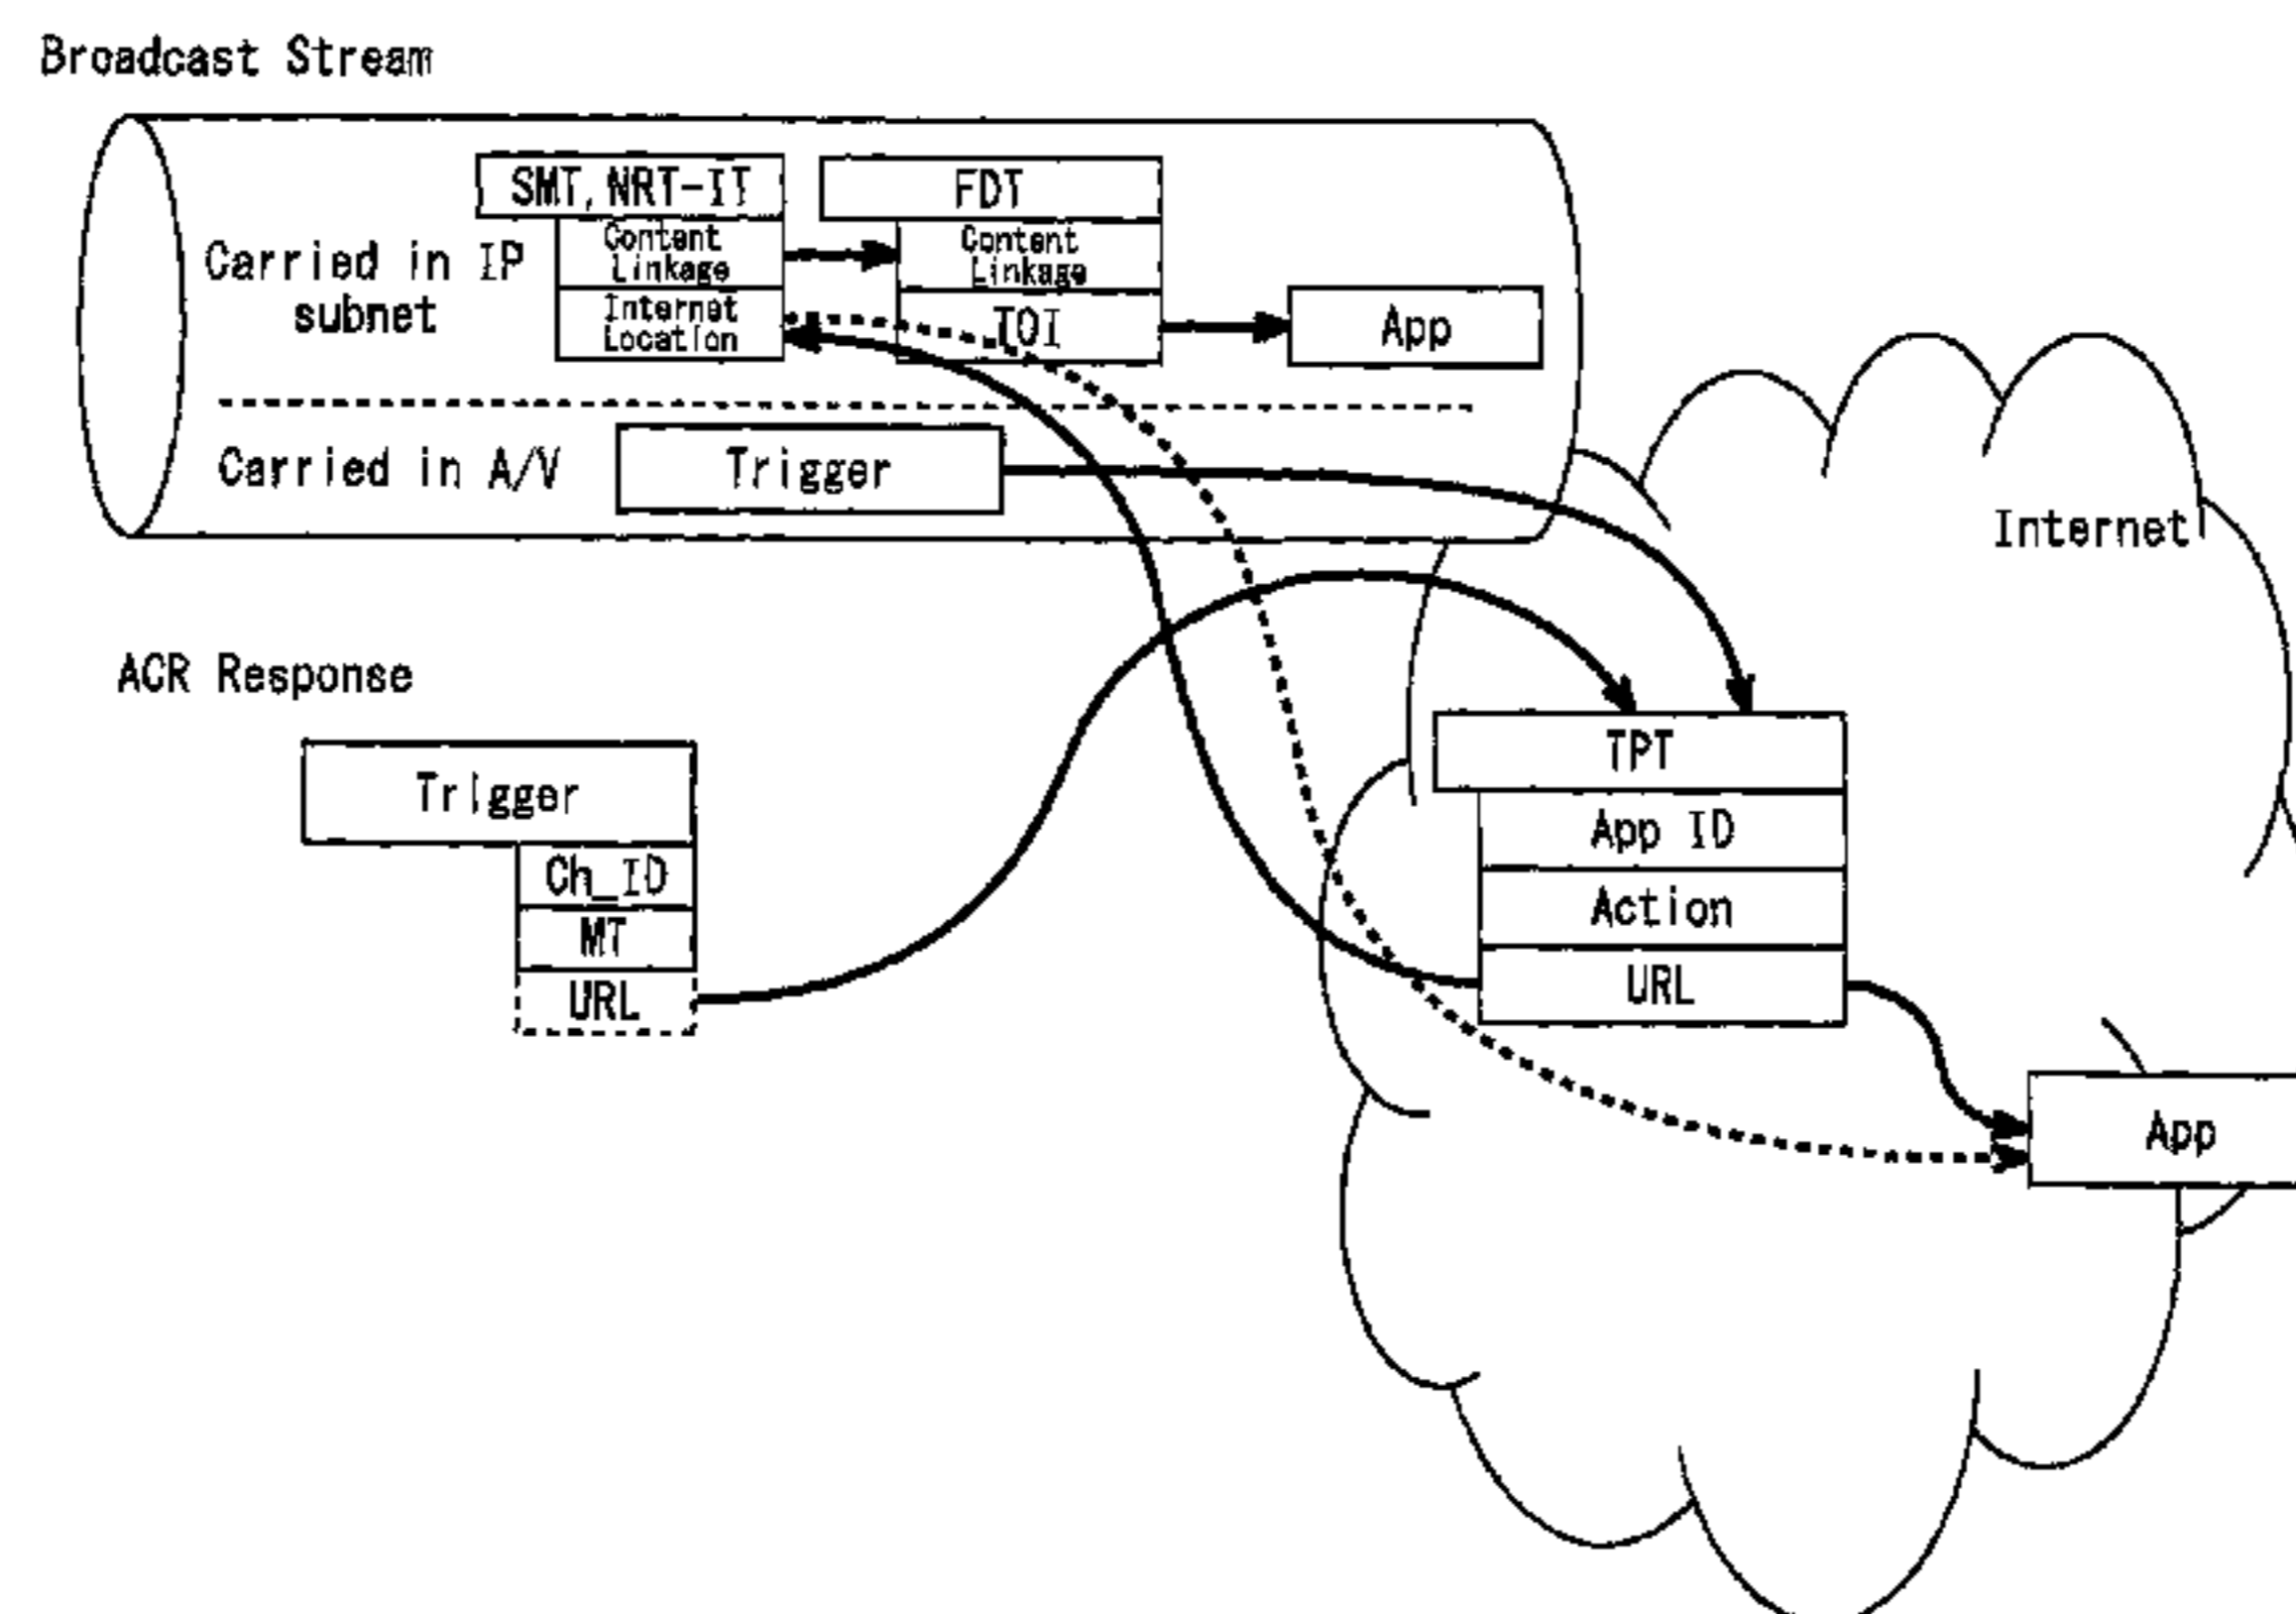 Broadcast Stream
SMT, NRT-IT
FDT
Carried in IP
subnet
Content
Linkage
Internet
Location
Content
Linkage
TOI
App
Carried in A/V
Trigger
Internet
ACR Response
Trigger
Ch_ID
MT
URL
TPT
App ID
Action
URL
App